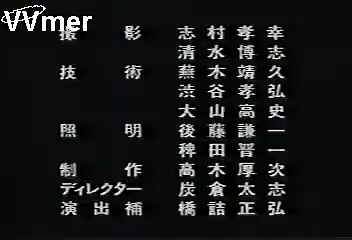 VVmer
撮影 志村孝幸
清水博志
技術 蕪木靖久
渋谷孝弘
大山高史
照明 後藤謙一
稗田晋一
制作 高木厚次
ディレクター 炭倉太志
演出補 橋詰正弘